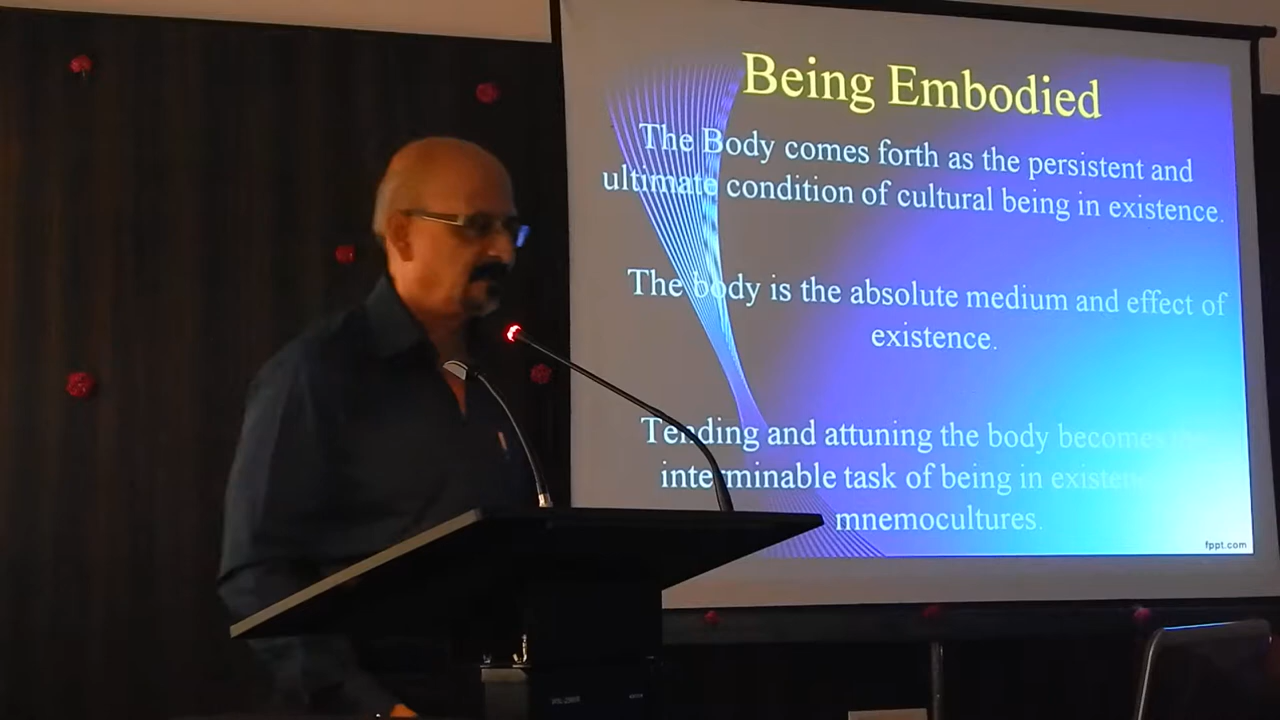 Being Embodied
The Body comes forth as the persistent and
ultimate condition of cultural being in existence.
The body is the absolute medium and effect of
existence.
Tending and attuning the body becomes
interminable task of being in
mnemocultures.
fppt.com